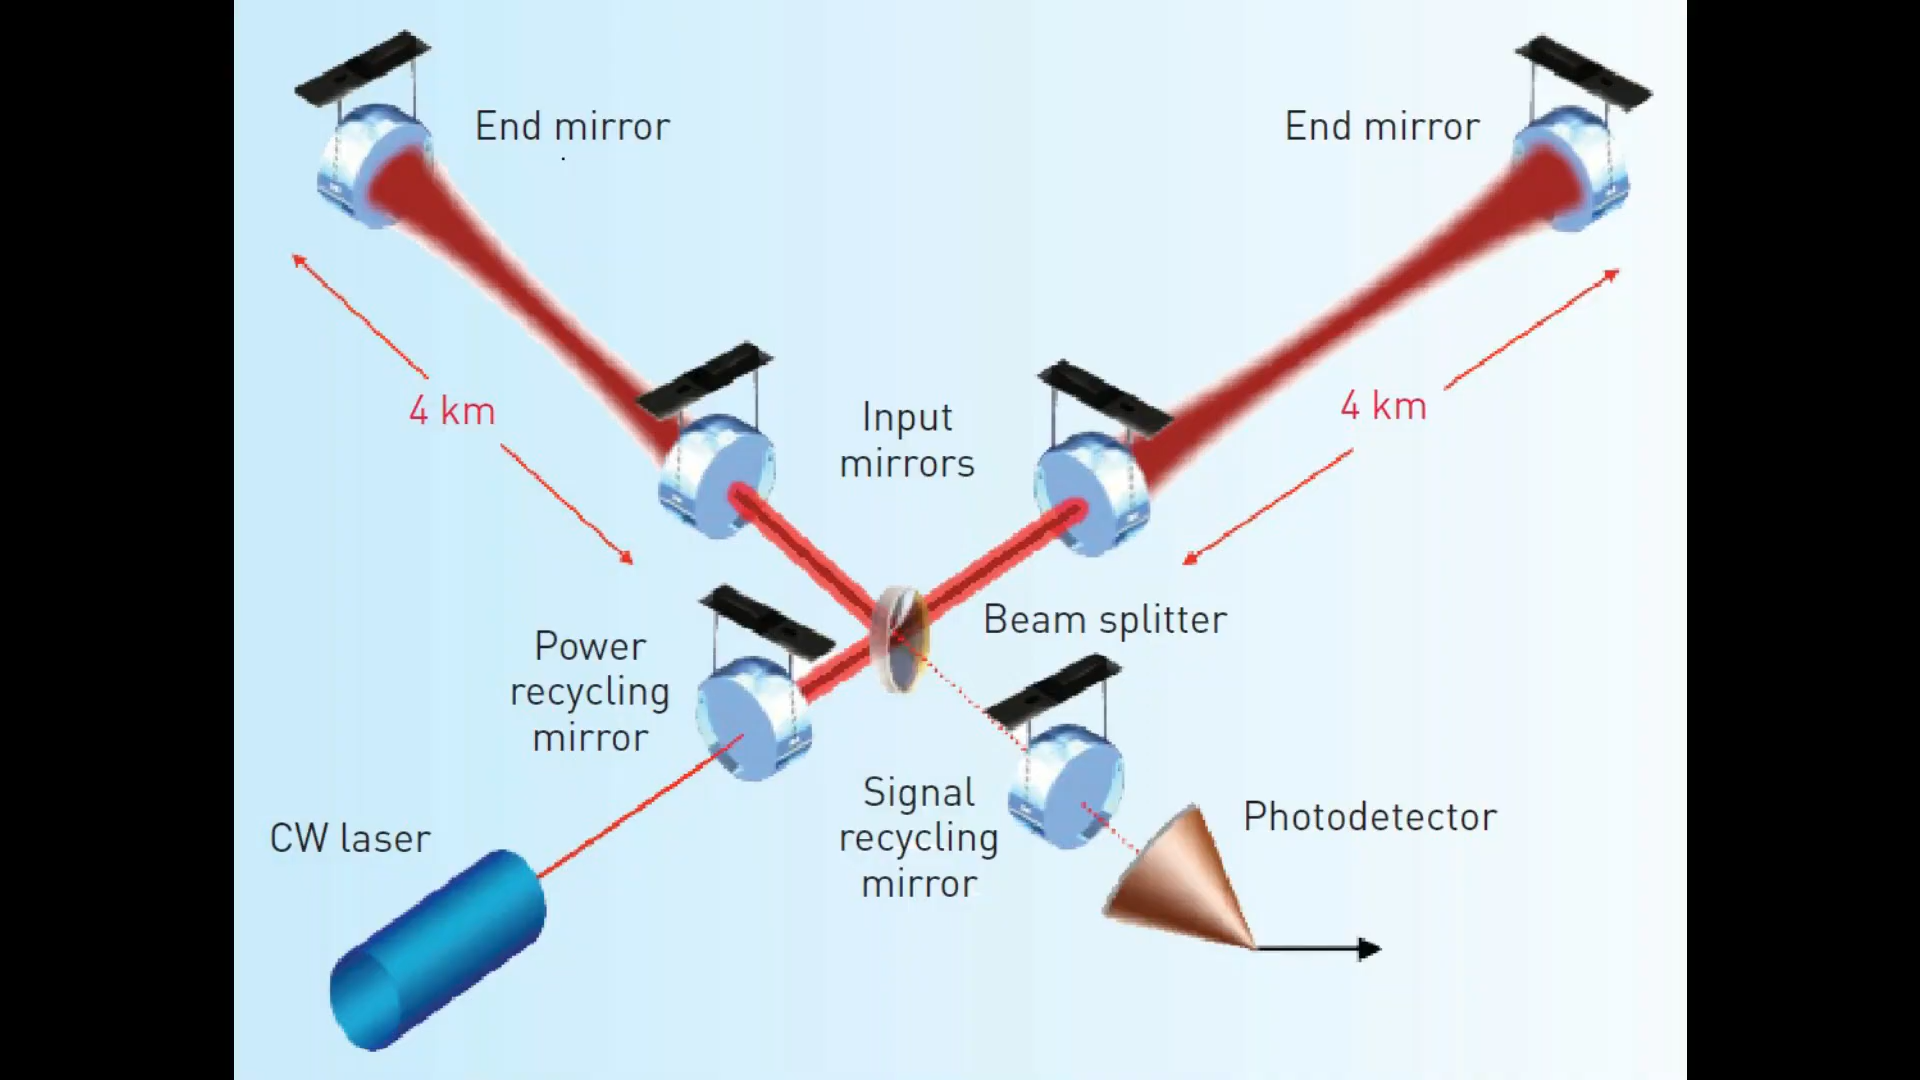 End mirror
End mirror
4 km
Input
mirrors
4 km
Beam splitter
Power
recycling
mirror
Signal
recycling
mirror
Photodetector
CW laser